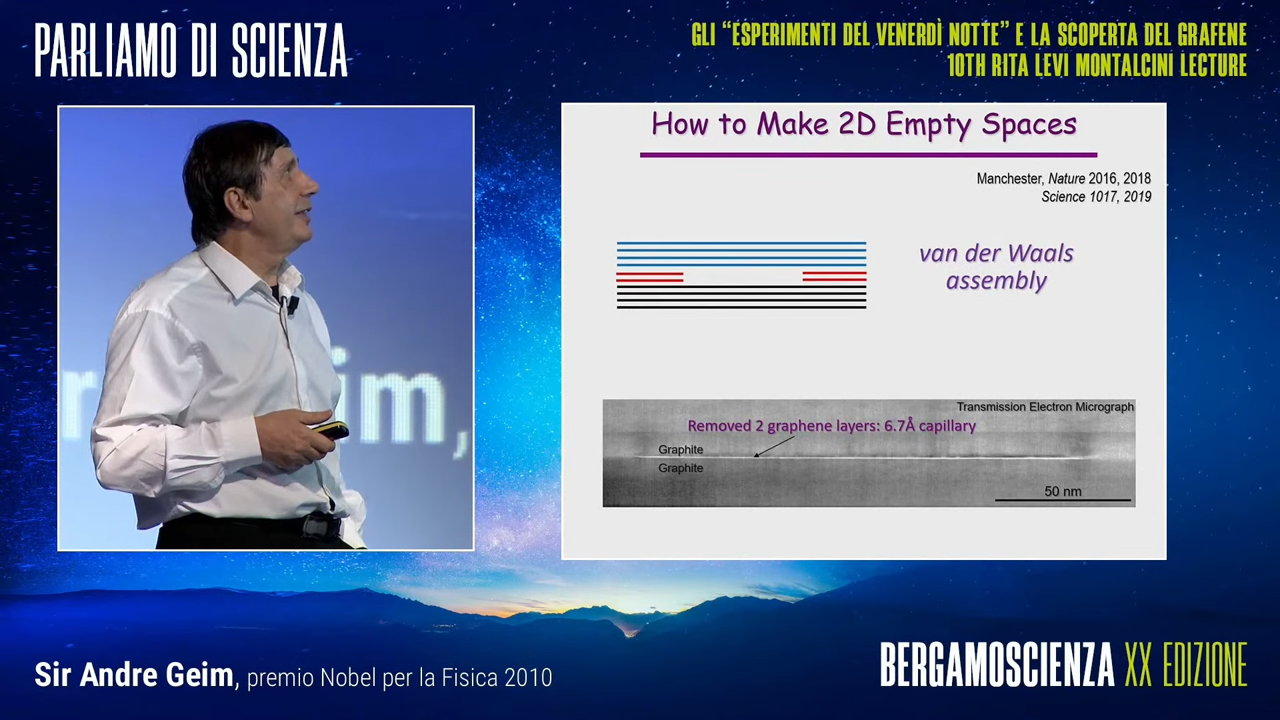 PARLIAMO DI SCIENZA
GLI “ESPERIMENTI DEL VENERDÌ NOTTE” E LA SCOPERTA DEL GRAFENE
10TH RITA LEVI MONTALCINI LECTURE
im,
How to Make 2D Empty Spaces
Manchester, Nature 2016, 2018
Science 1017, 2019
van der Waals
assembly
Transmission Electron Micrograph
Removed 2 graphene layers: 6.7Å capillary
Graphite
Graphite
50 nm
Sir Andre Geim, premio Nobel per la Fisica 2010
BERGAMOSCIENZA XX EDIZIONE